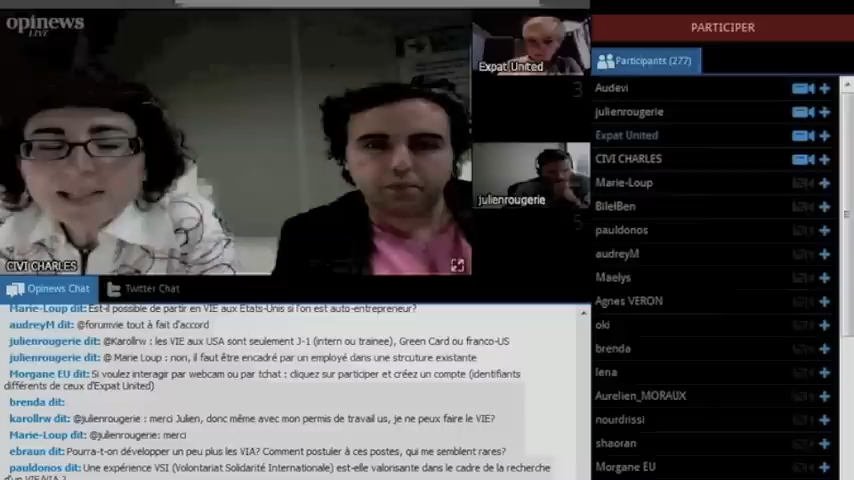 opinews
LIVE
Expat United
3
julienrougerie
5
CIVI CHARLES
PARTICIPER
Participants (277)
Audevi
julienrougerie
Expat United
CIVI CHARLES
Marie-Loup
BilelBen
pauldonos
audreyM
Maelys
Agnes VERON
oki
brenda
lena
Aurelien_MORAUX
nourdrissi
shaoran
Morgane EU
Opinews Chat
Twitter Chat
Marie-Loup dit: Est-il possible de partir en VIE aux Etats-Unis si l'on est auto-entrepreneur?
audreyM dit: @forumvie tout à fait d'accord
julienrougerie dit: @Karollrw : les VIE aux USA sont seulement J-1 (intern ou trainee), Green Card ou franco-US
julienrougerie dit: @ Marie Loup : non, il faut être encadré par un employé dans une strcuture existante
Morgane EU dit: Si voulez interagir par webcam ou par tchat : cliquez sur participer et créez un compte (identifiants
différents de ceux d'Expat United)
brenda dit:
karollrw dit: @julienrougerie : merci Julien, donc même avec mon permis de travail us, je ne peux faire le VIE?
Marie-Loup dit: @julienrougerie: merci
ebraun dit: Pourra-t-on développer un peu plus les VIA? Comment postuler à ces postes, qui me semblent rares?
pauldonos dit: Une expérience VSI (Volontariat Solidarité Internationale) est-elle valorisante dans le cadre de la recherche
d'un VIE/VIA ?